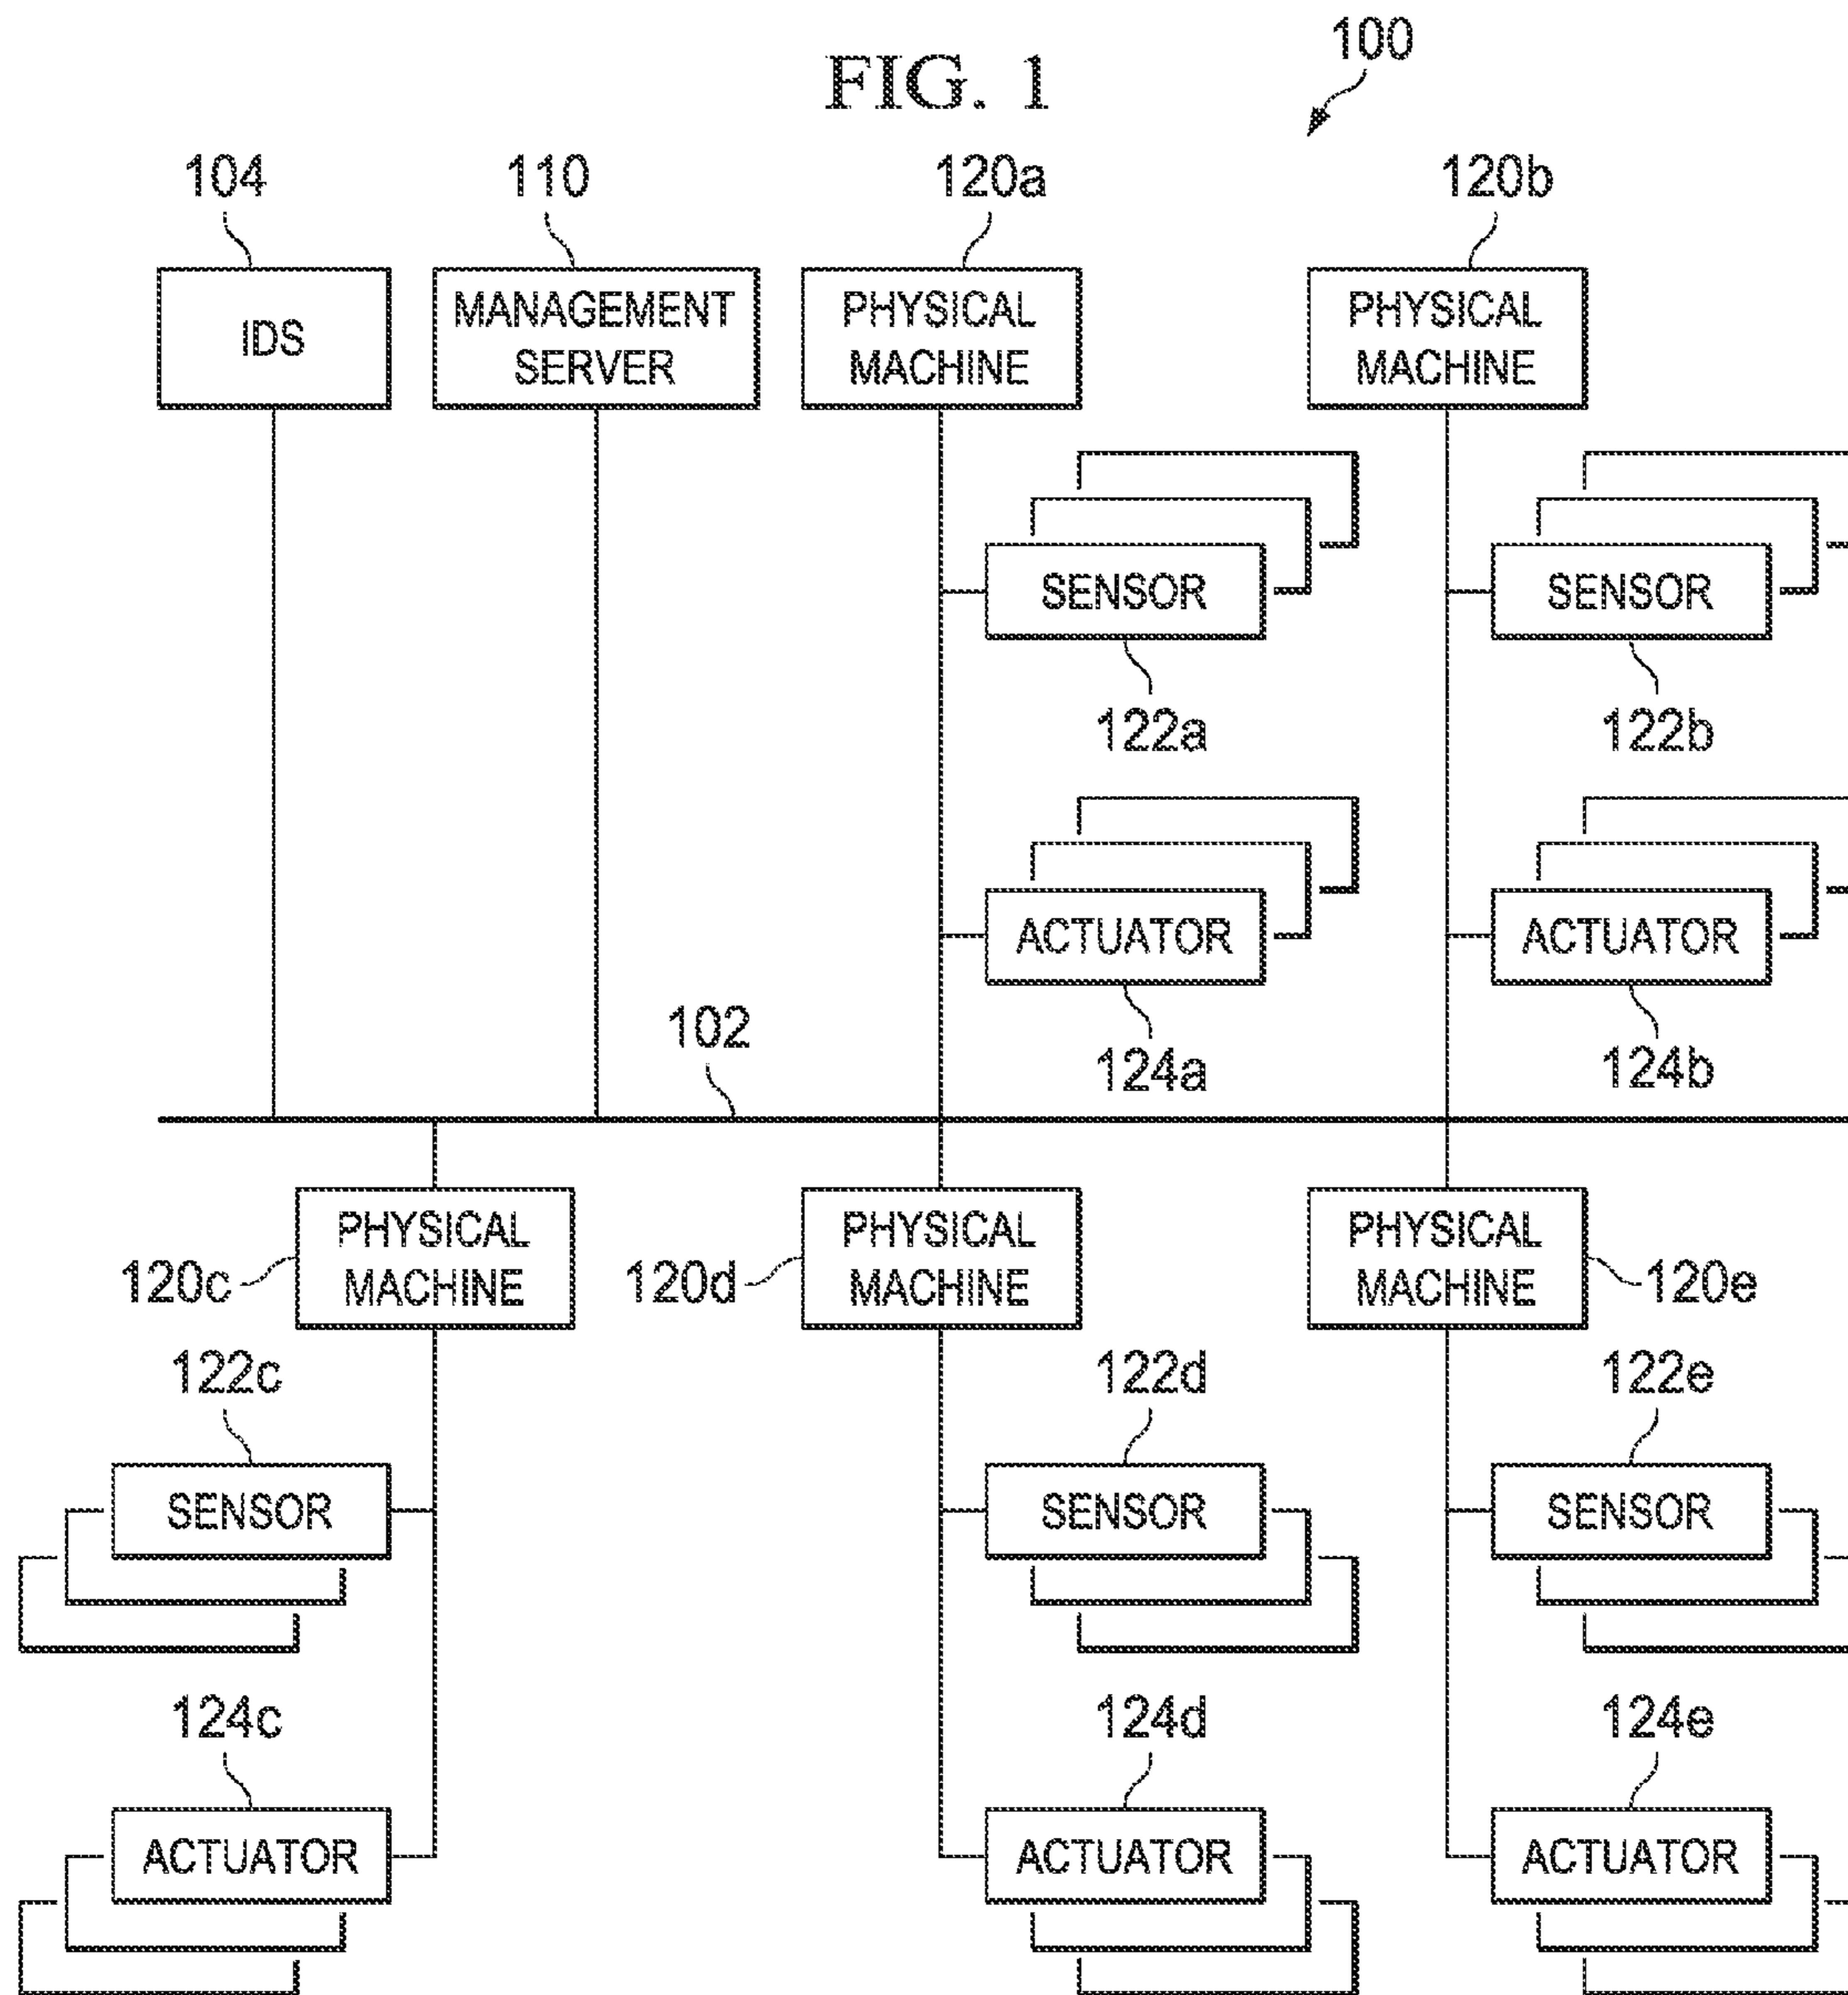 FIG. 1
100
104
110
120a
120b
IDS
MANAGEMENT
SERVER
PHYSICAL
MACHINE
PHYSICAL
MACHINE
SENSOR
SENSOR
122a
122b
ACTUATOR
ACTUATOR
102
124a
124b
PHYSICAL
MACHINE
120c
PHYSICAL
MACHINE
120d
PHYSICAL
MACHINE
120e
122c
122d
122e
SENSOR
SENSOR
SENSOR
124c
124d
124e
ACTUATOR
ACTUATOR
ACTUATOR